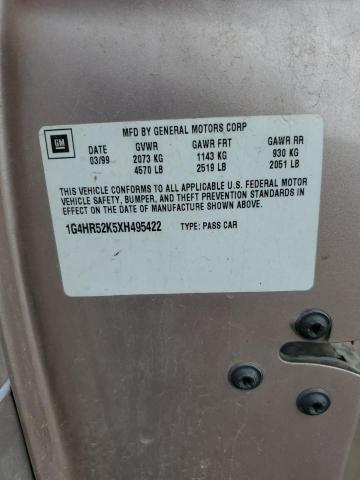 GM
MFD BY GENERAL MOTORS CORP
DATE GVWR GAWR FRT GAWR RR
03/99 2073 KG 1143 KG 930 KG
4570 LB 2519 LB 2051 LB
THIS VEHICLE CONFORMS TO ALL APPLICABLE U.S. FEDERAL MOTOR
VEHICLE SAFETY, BUMPER, AND THEFT PREVENTION STANDARDS IN
EFFECT ON THE DATE OF MANUFACTURE SHOWN ABOVE.
1G4HR52K5XH495422 TYPE: PASS CAR